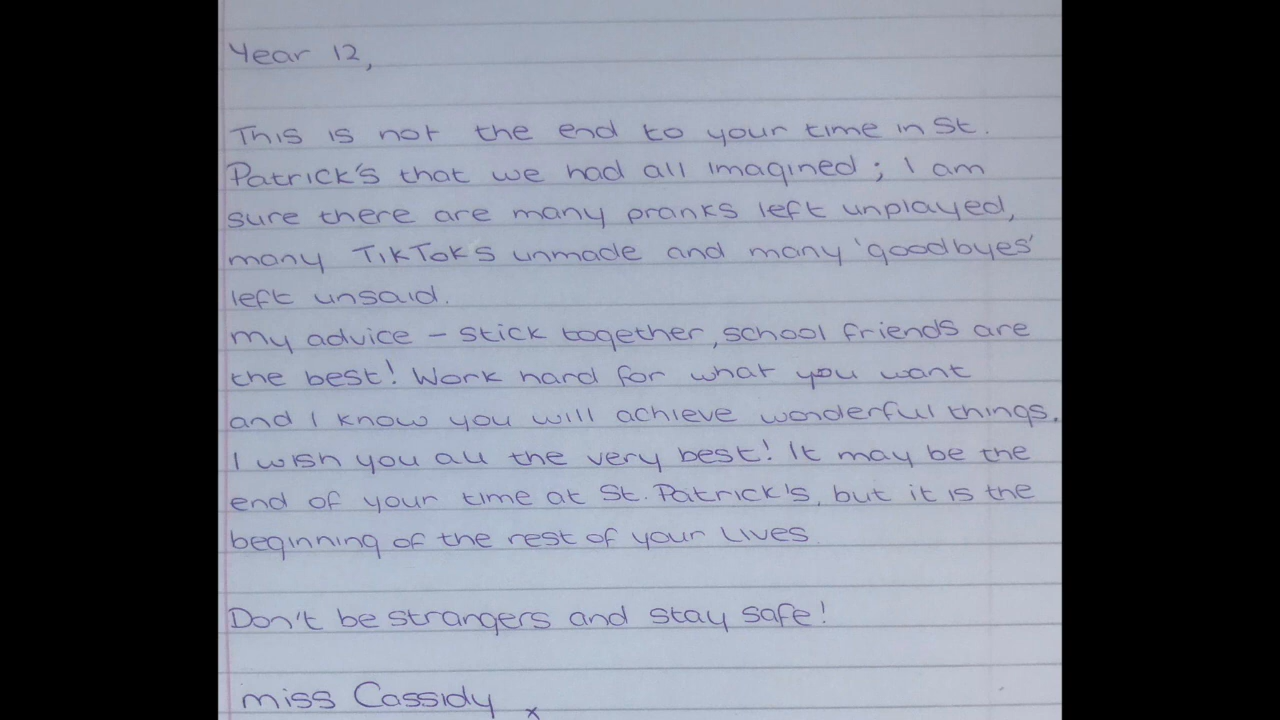 Year 12,
This is not the end to your time in St.
Patrick's that we had all imagined; I am
sure there are many pranks left unplayed,
many TikToks unmade and many 'goodbyes'
left unsaid.
My advice - stick together, school friends are
the best! Work hard for what you want
and I know you will achieve wonderful things.
I wish you all the very best! It may be the
end of your time at St. Patrick's, but it is the
beginning of the rest of your lives.
Don't be strangers and stay safe!
Miss Cassidy x